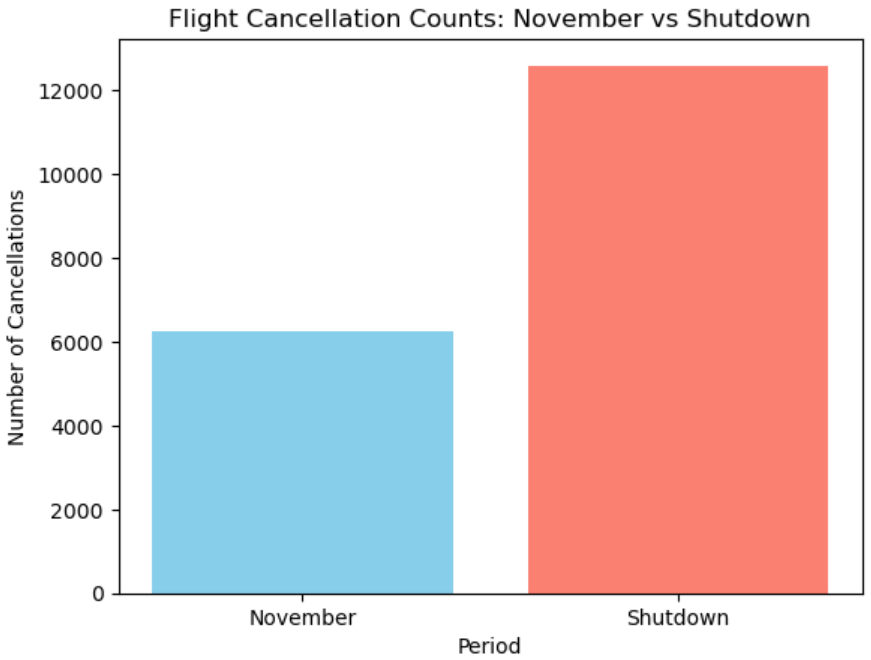 Flight Cancellation Counts: November vs Shutdown
Number of Cancellations
12000
10000
8000
6000
4000
2000
0
November
Shutdown
Period